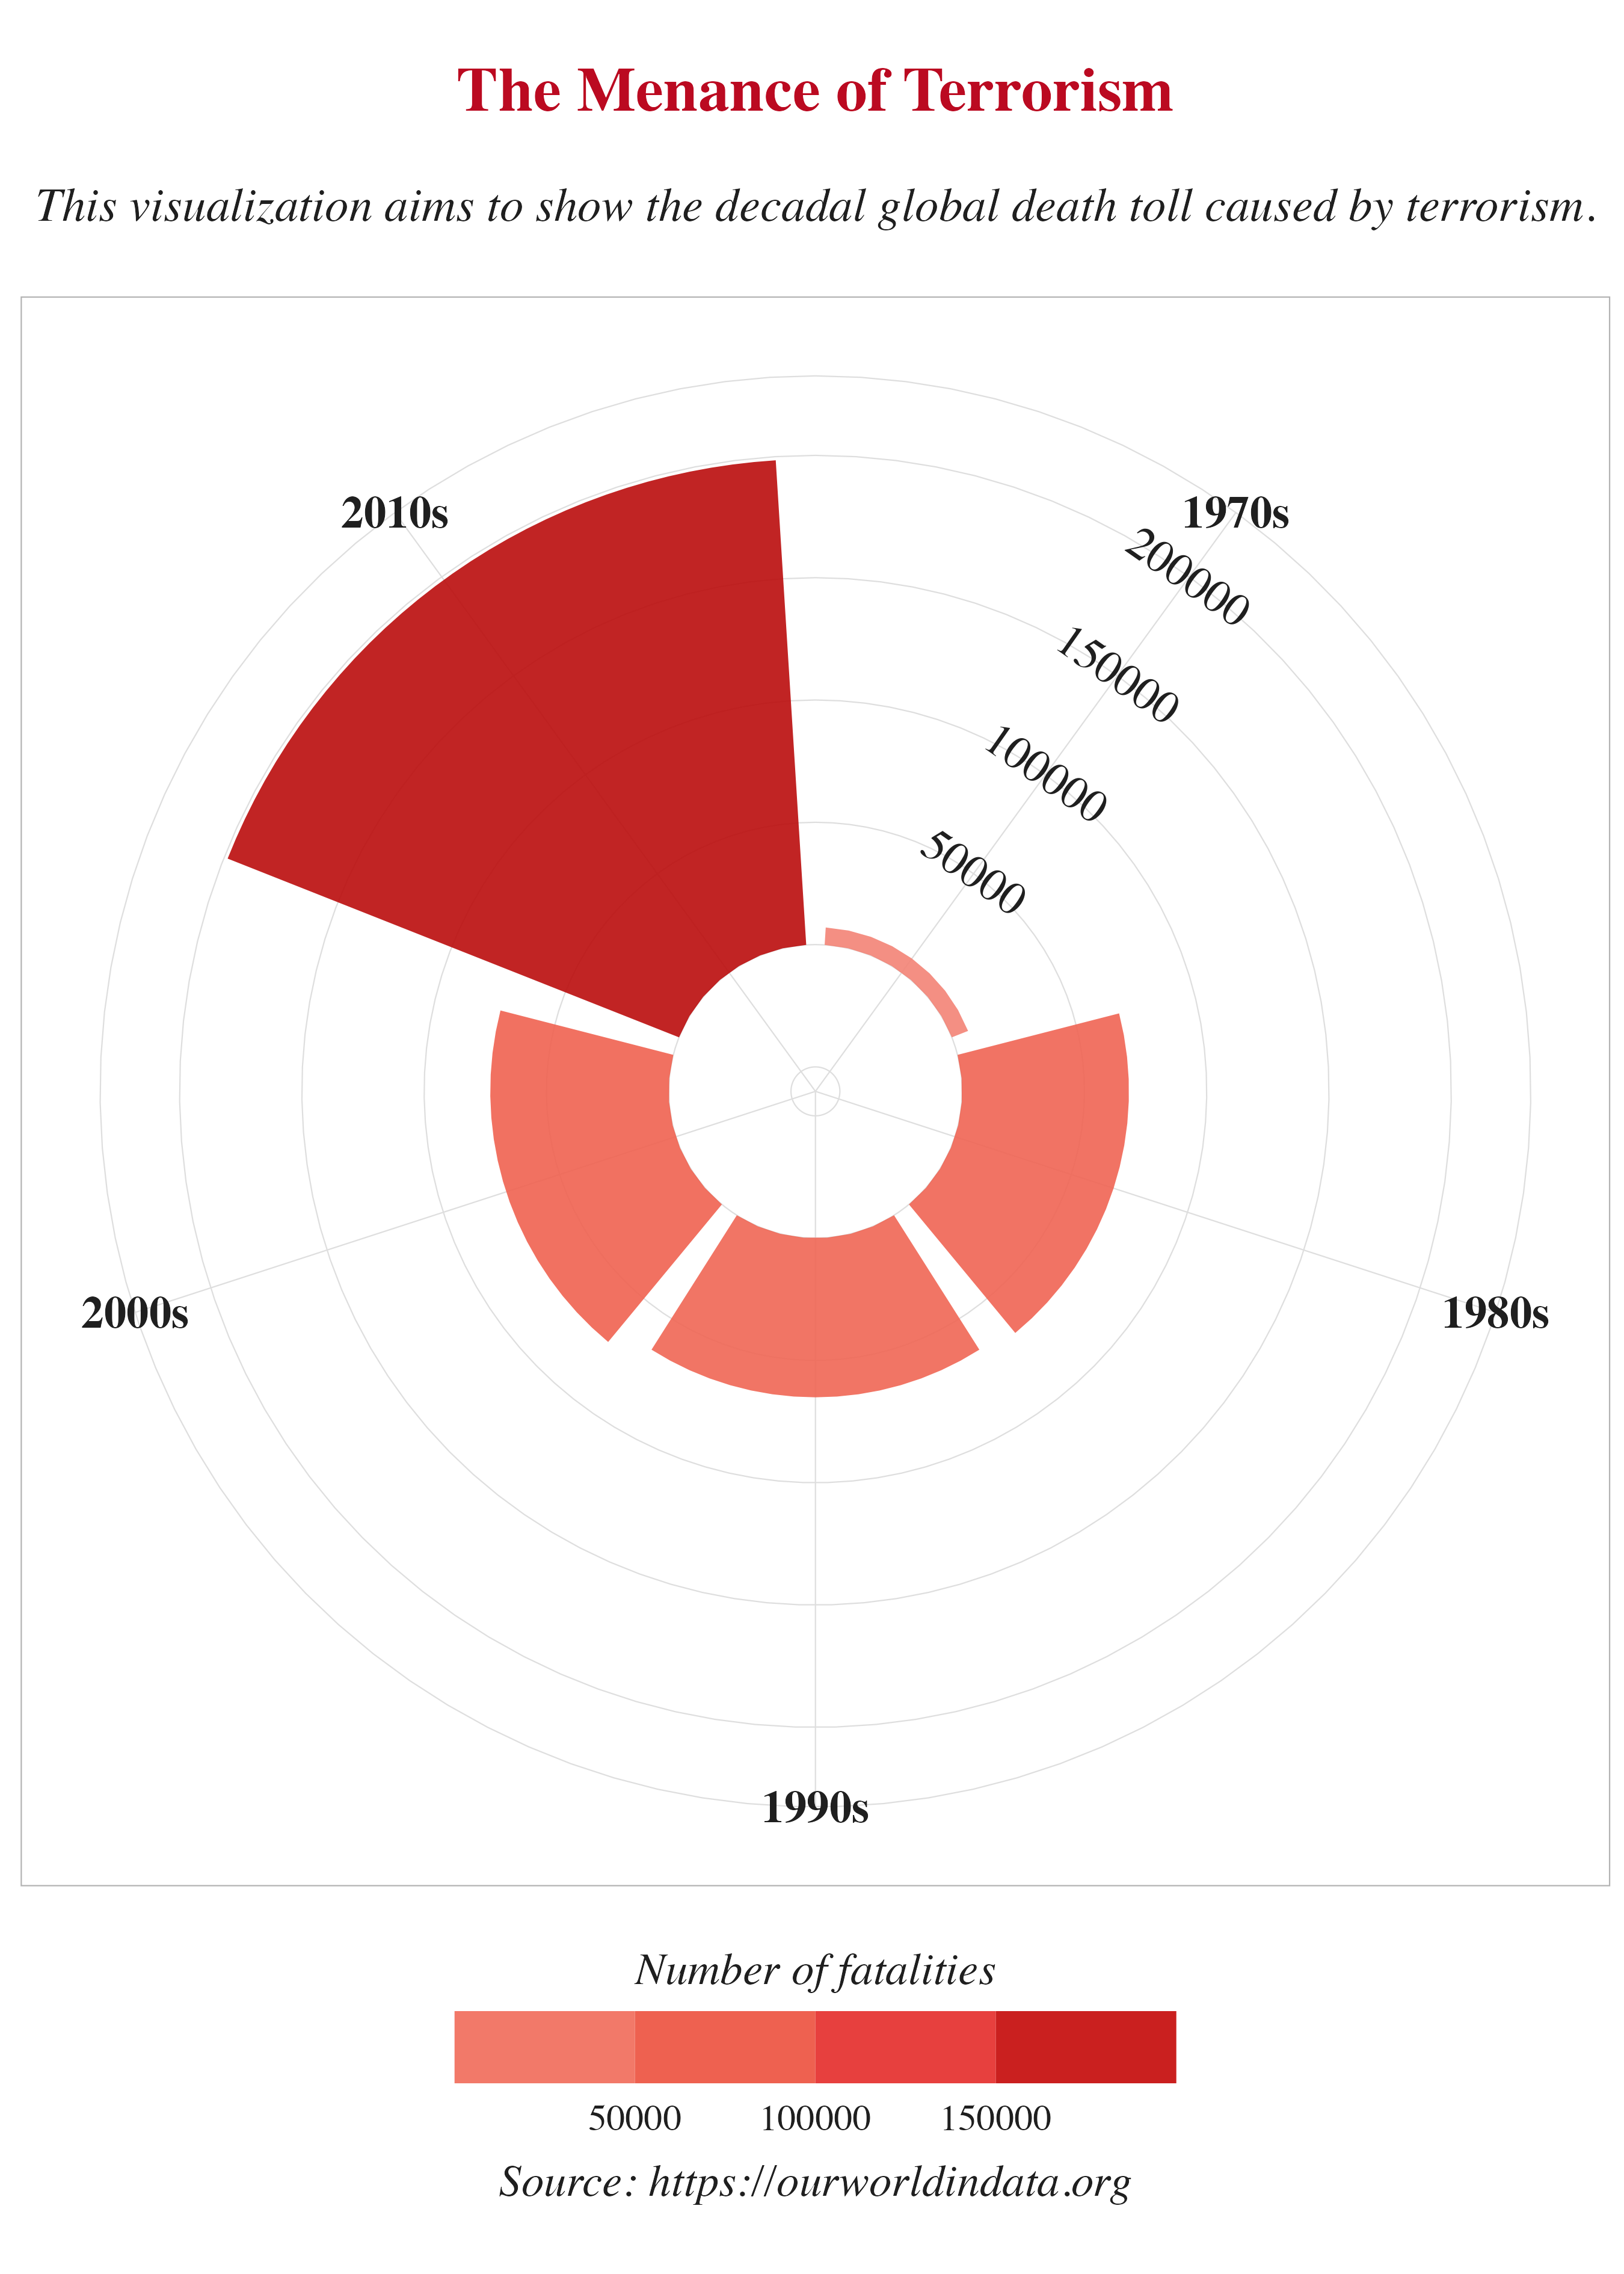 The Menance of Terrorism
This visualization aims to show the decadal global death toll caused by terrorism.
2010s
1970s
200000
150000
100000
50000
2000s
1980s
1990s
Number of fatalities
50000 100000 150000
Source: https://ourworldindata.org